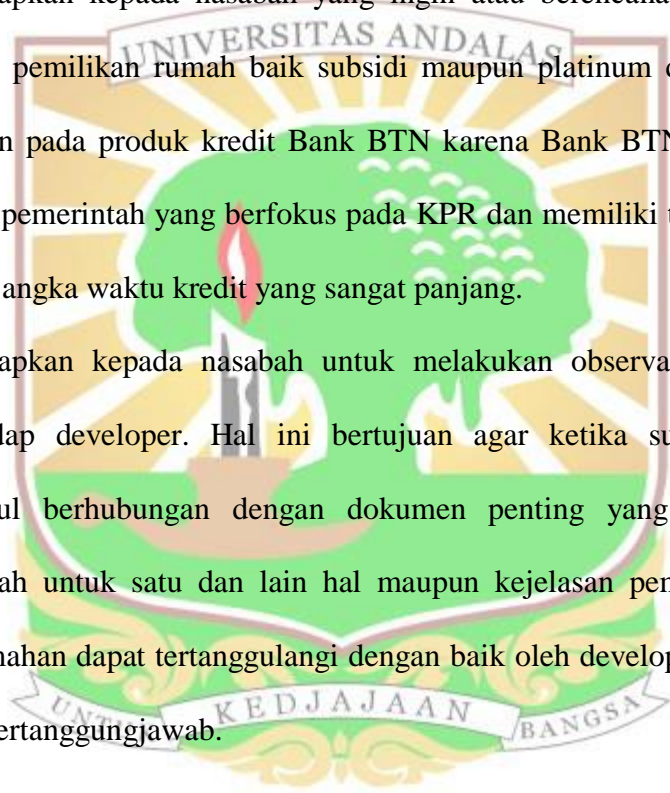 apkan kepada nasabah yang ingin atau berencana
UNIVERSITAS ANDALAS
pemilikan rumah baik subsidi maupun platinum
n pada produk kredit Bank BTN karena Bank BTN
pemerintah yang berfokus pada KPR dan memiliki t
angka waktu kredit yang sangat panjang.
apkan kepada nasabah untuk melakukan observa
dap developer. Hal ini bertujuan agar ketika su
ul berhubungan dengan dokumen penting yang
ah untuk satu dan lain hal maupun kejelasan pen
mahan dapat tertanggulangi dengan baik oleh develop
UNTUK KEDJAJAAN BANGSA
ertanggungjawab.